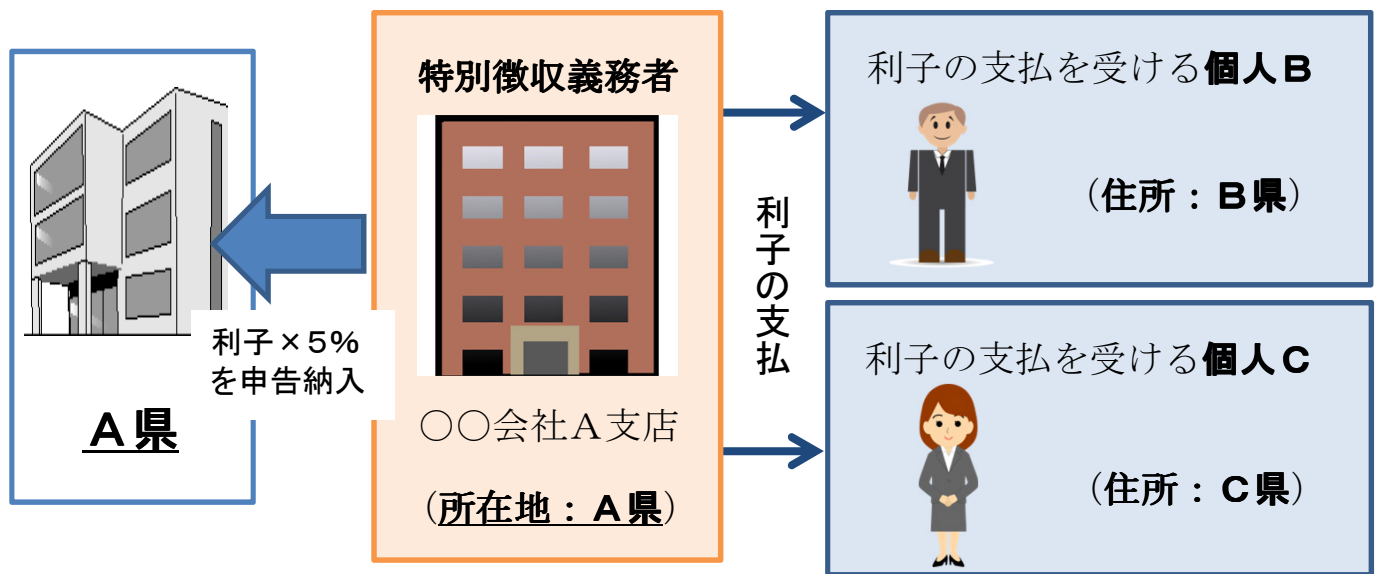 A県
利子×5%
を申告納入
特別徴収義務者
〇〇会社A支店
(所在地：A県)
利子の支払
利子の支払を受ける個人B
(住所：B県)
利子の支払を受ける個人C
(住所：C県)